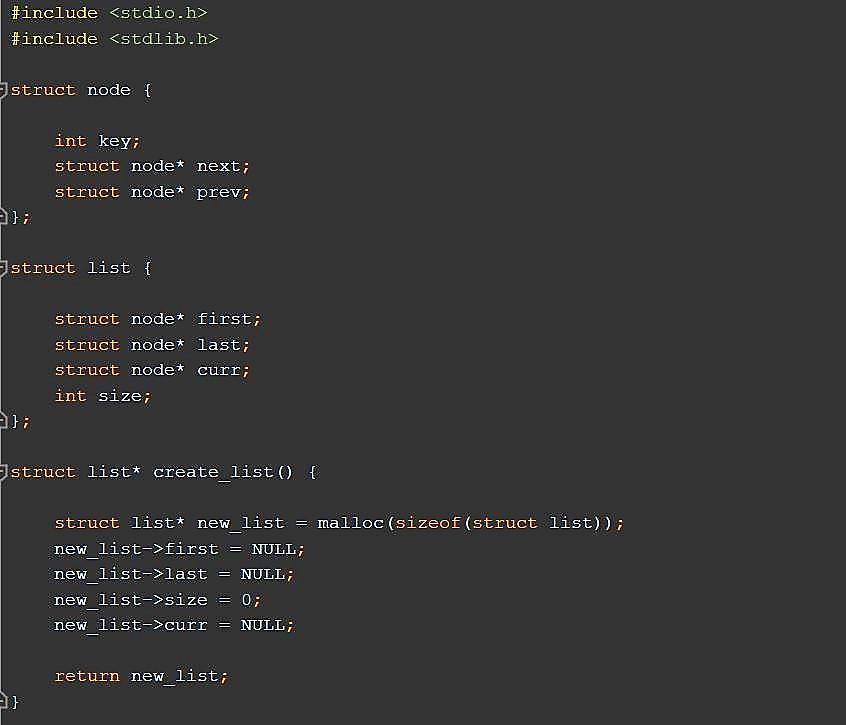 #include <stdio.h>
#include <stdlib.h>
struct node {
int key;
struct node* next;
struct node* prev;
};
struct list {
struct node* first;
struct node* last;
struct node* curr;
int size;
};
struct list* create_list() {
struct list* new_list = malloc(sizeof(struct list));
new_list->first = NULL;
new_list->last = NULL;
new_list->size = 0;
new_list->curr = NULL;
return new_list;
}